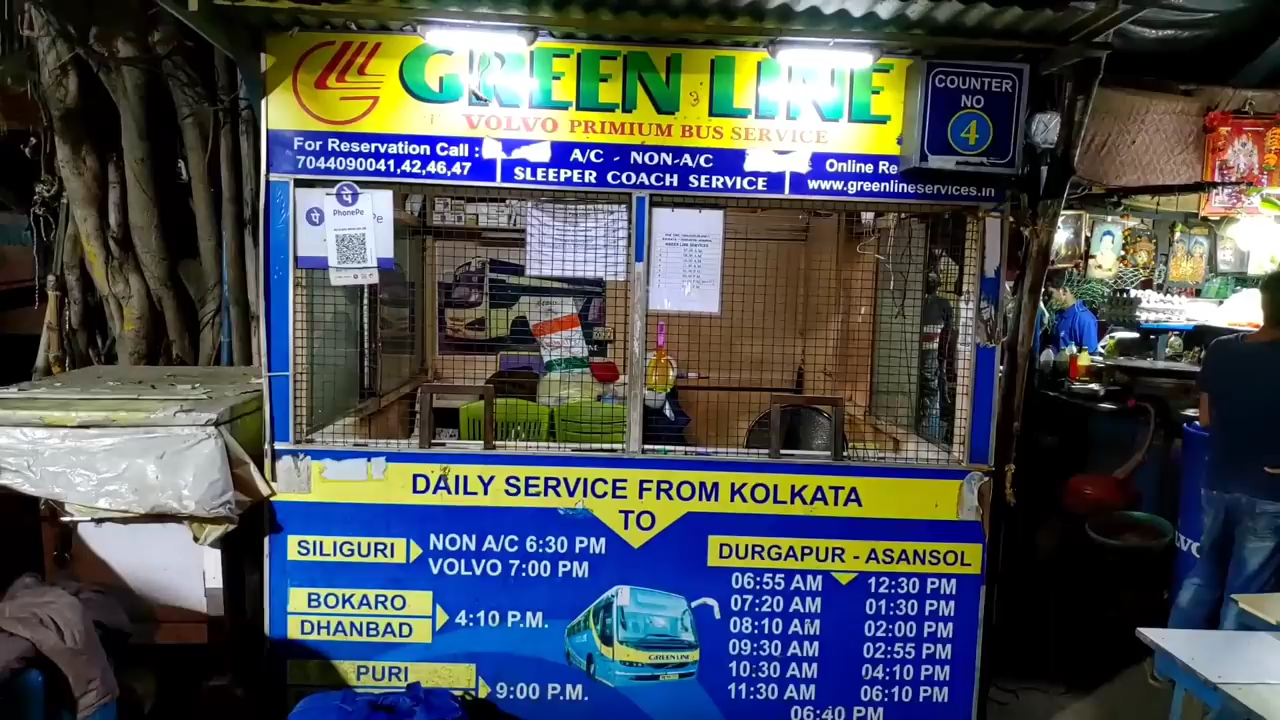 GREEN LINE
VOLVO PRIMIUM BUS SERVICE
COUNTER
NO
4
For Reservation Call :
7044090041,42,46,47
A/C - NON-A/C
SLEEPER COACH SERVICE
Online Re
www.greenlineservices.in
पे
PhonePe
पे
Pe
DAILY SERVICE FROM KOLKATA
TO
SILIGURI
NON A/C 6:30 PM
VOLVO 7:00 PM
BOKARO
DHANBAD
4:10 P.M.
PURI
9:00 P.M.
GREEN LINE
DURGAPUR - ASANSOL
06:55 AM 12:30 PM
07:20 AM 01:30 PM
08:10 AM 02:00 PM
09:30 AM 02:55 PM
10:30 AM 04:10 PM
11:30 AM 06:10 PM
06:40 PM